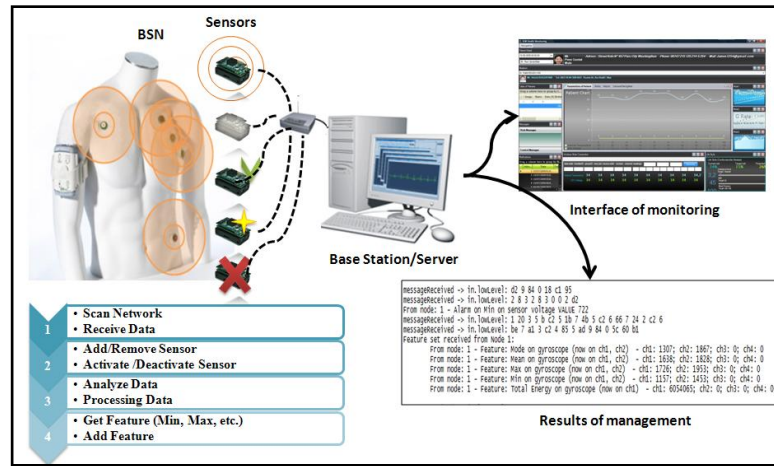 BSN
Sensors
Base Station/Server
Interface of monitoring
1
• Scan Network
• Receive Data
2
• Add/Remove Sensor
• Activate /Deactivate Sensor
3
• Analyze Data
• Processing Data
4
• Get Feature (Min, Max, etc.)
• Add Feature
messageReceived -> in.lowLevel: d2 9 84 0 18 c1 95
messageReceived -> in.lowLevel: 2 8 3 2 8 3 0 0 2 d2
From node: 1 - Alarm on Min on sensor voltage VALUE 722
messageReceived -> in.lowLevel: 1 20 3 5 b c2 5 1b 7 4b 5 c2 6 66 7 24 2 c2 6
messageReceived -> in.lowLevel: be 7 a1 3 c2 4 85 5 ad 9 84 0 5c 60 b1
Feature set received from Node 1:
From node: 1 - Feature: Mode on gyroscope (now on ch1, ch2) - ch1: 1307; ch2: 1867; ch3: 0; ch4: 0
From node: 1 - Feature: Mean on gyroscope (now on ch1, ch2) - ch1: 1638; ch2: 1828; ch3: 0; ch4: 0
From node: 1 - Feature: Max on gyroscope (now on ch1, ch2) - ch1: 1726; ch2: 1953; ch3: 0; ch4: 0
From node: 1 - Feature: Min on gyroscope (now on ch1, ch2) - ch1: 1157; ch2: 1453; ch3: 0; ch4: 0
From node: 1 - Feature: Total Energy on gyroscope (now on ch1) - ch1: 6054065; ch2: 0; ch3: 0; ch4: 0
Results of management